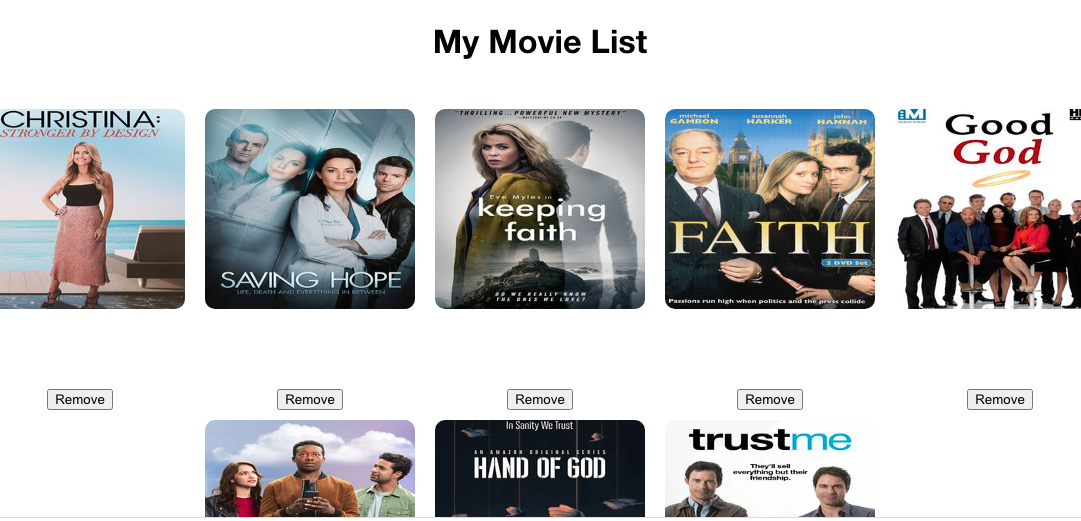 My Movie List
CHRISTINA:
STRONGER BY DESIGN
SAVING HOPE
LIFE, DEATH AND EVERYTHING IN BETWEEN
"THRILLING... POWERFUL NEW MYSTERY"
Eve Myles in
keeping
faith
DO WE REALLY KNOW
THE ONES WE LOVE?
michael
GAMBON
susannah
HARKER
john
HANNAH
FAITH
2 DVD Set
Passions run high when politics and the press collide
Good
God
Remove
Remove
Remove
Remove
Remove
In Sanity We Trust
AN AMAZON ORIGINAL SERIES
HAND OF GOD
trustme
They'll sell
everything but their
friendship.